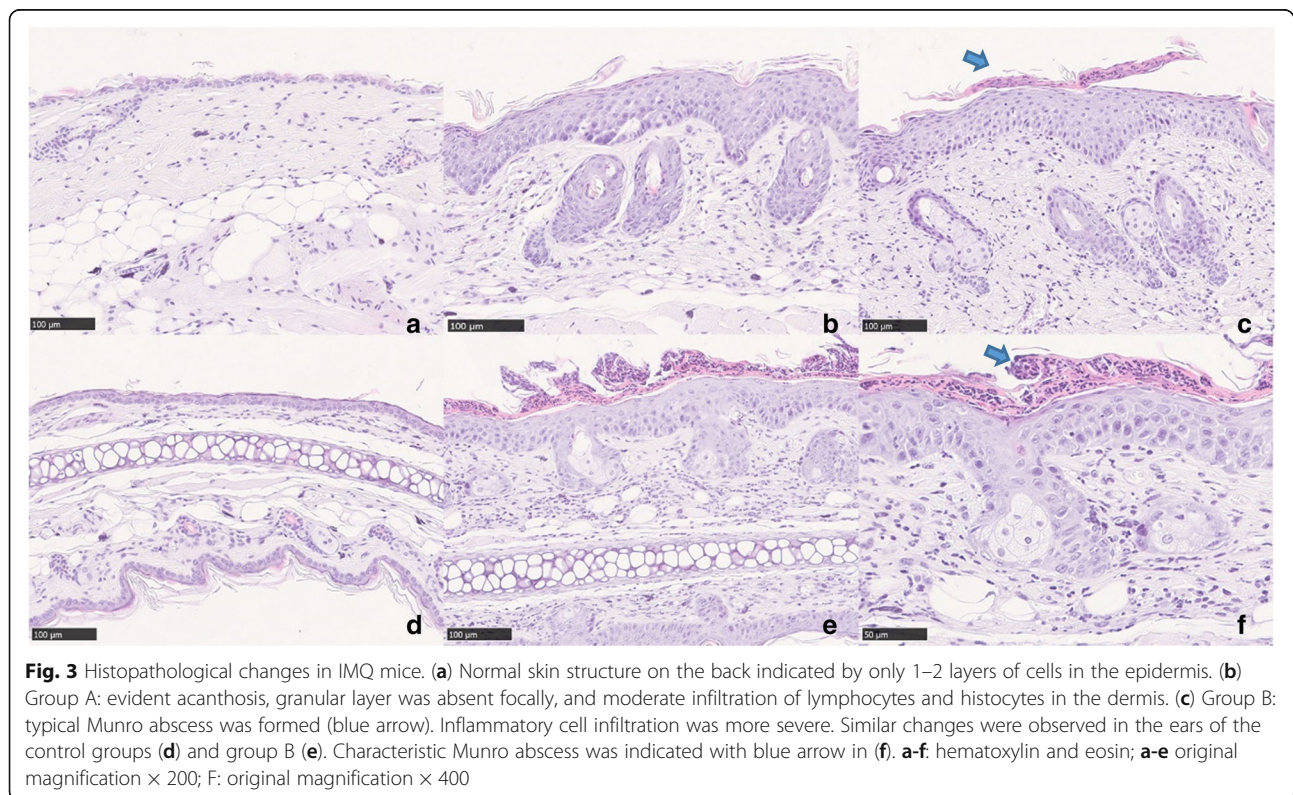 100 µm
a
100 µm
b
100 µm
c
100 µm
d
100 µm
e
50 µm
f
Fig. 3 Histopathological changes in IMQ mice. (a) Normal skin structure on the back indicated by only 1–2 layers of cells in the epidermis. (b)
Group A: evident acanthosis, granular layer was absent focally, and moderate infiltration of lymphocytes and histocytes in the dermis. (c) Group B:
typical Munro abscess was formed (blue arrow). Inflammatory cell infiltration was more severe. Similar changes were observed in the ears of the
control groups (d) and group B (e). Characteristic Munro abscess was indicated with blue arrow in (f). a-f: hematoxylin and eosin; a-e original
magnification × 200; F: original magnification × 400